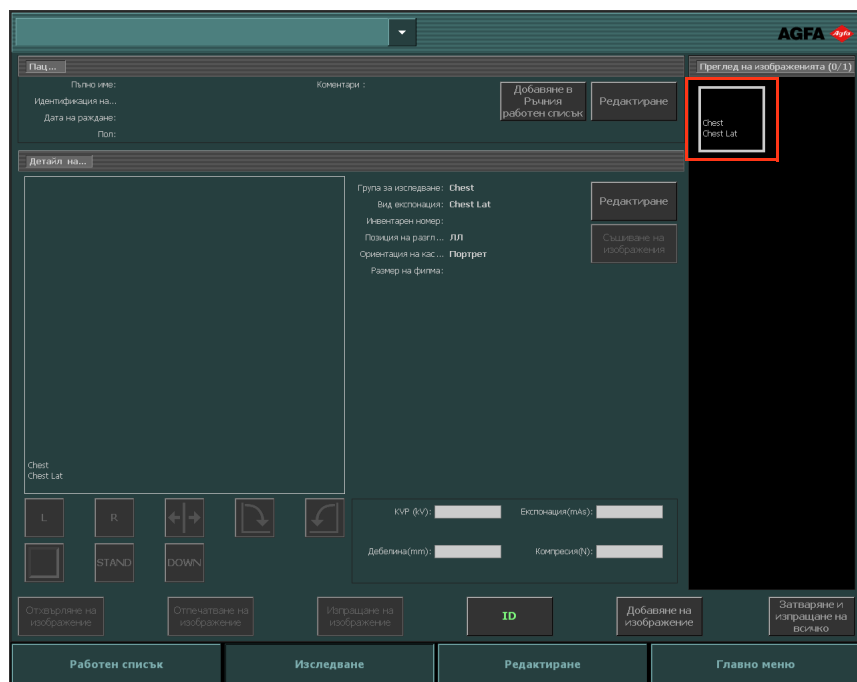 AGFA Agfa
Пац...
Преглед на изображенията (0/1)
Пълно име:
Коментари :
Идентификация на...
Дата на раждане:
Пол:
Добавяне в
Ръчния
работен списък
Редактиране
Chest
Chest Lat
Детайл на...
Група за изследване: Chest
Вид експонация: Chest Lat
Инвентарен номер:
Позиция на разгл... ЛЛ
Ориентация на кас... Портрет
Размер на филма:
Редактиране
Съшиване на
изображения
Chest
Chest Lat
L
R
STAND
DOWN
KVP (kV):
Експонация(mAs):
Дебелина(mm):
Компресия(N):
Отхвърляне на
изображение
Отпечатване на
изображение
Изпращане на
изображение
ID
Добавяне на
изображение
Затваряне и
изпращане на
всичко
Работен списък
Изследване
Редактиране
Главно меню